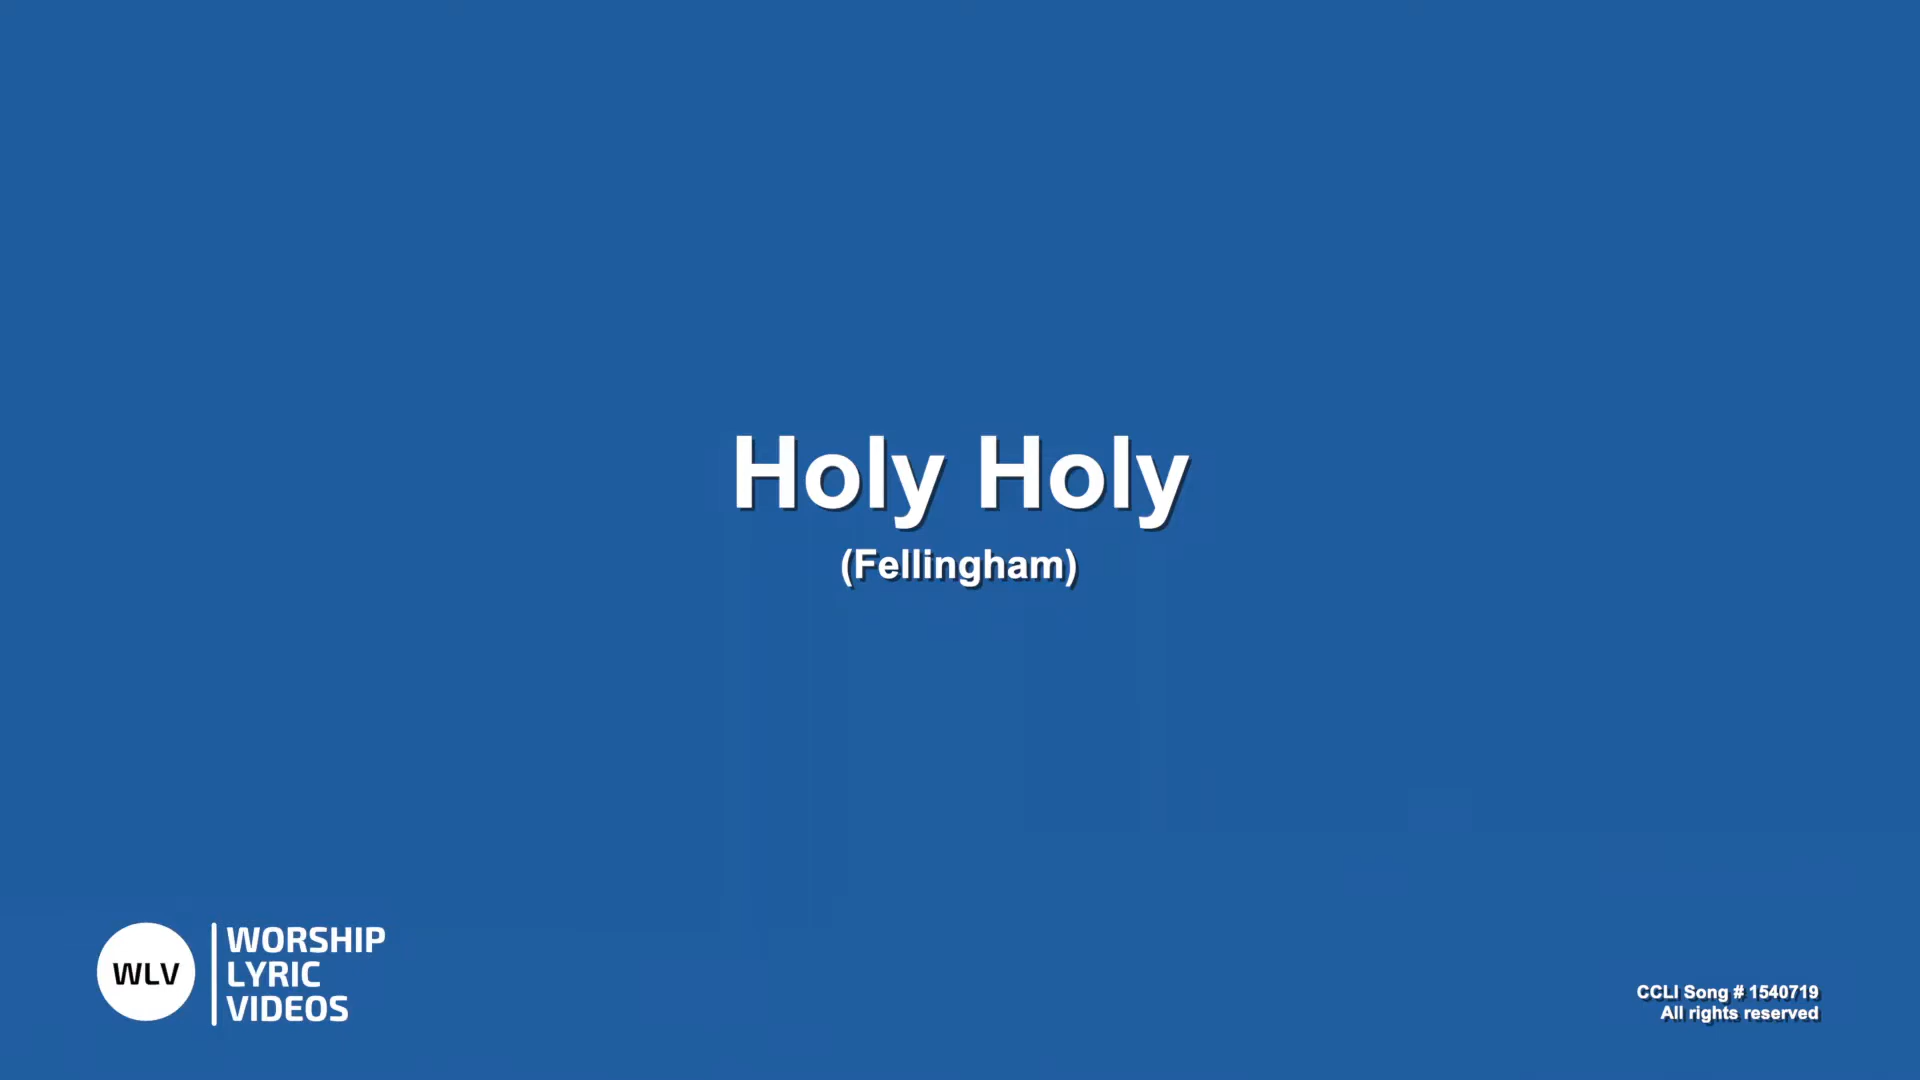 Holy Holy
(Fellingham)
WLV
WORSHIP
LYRIC
VIDEOS
CCLI Song # 1540719
All rights reserved